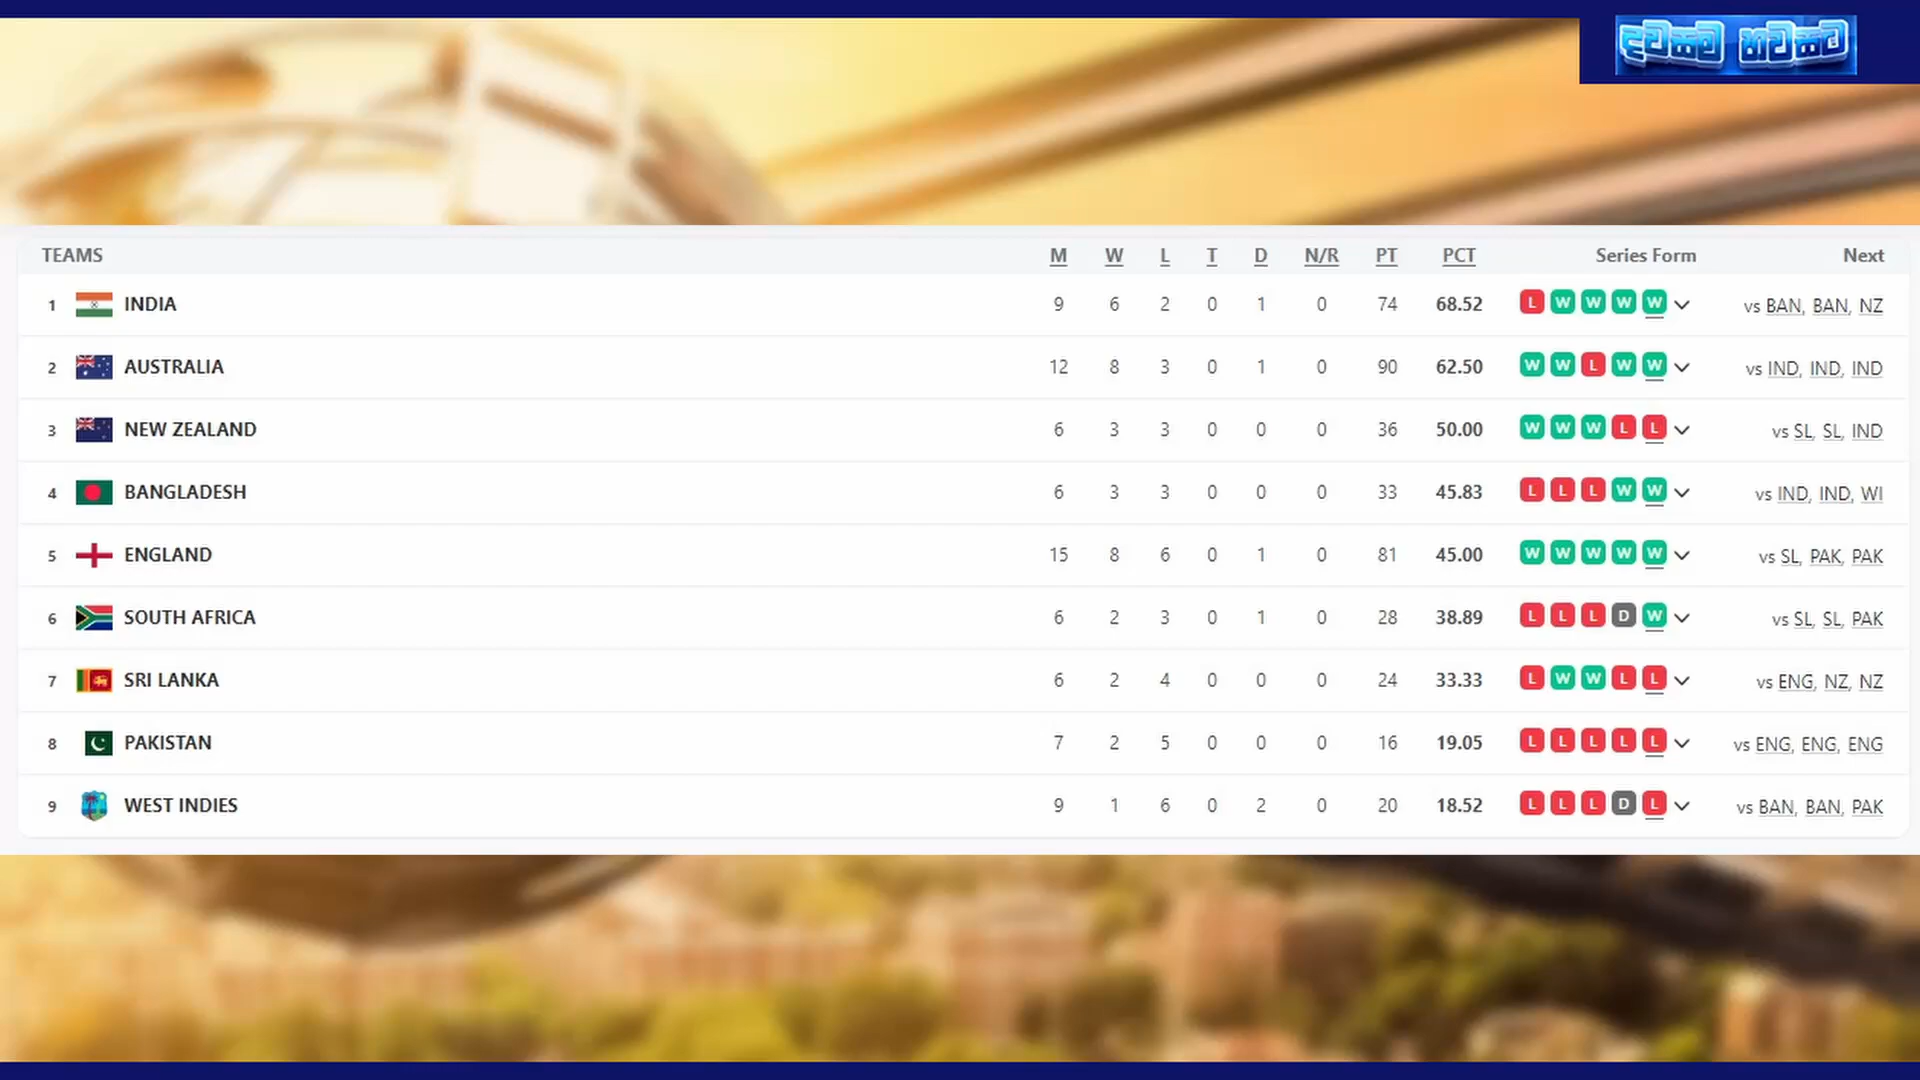 දවසම හවසට
TEAMS M W L T D N/R PT PCT Series Form Next
1 INDIA 9 6 2 0 1 0 74 68.52 L W W W W vs BAN, BAN, NZ
2 AUSTRALIA 12 8 3 0 1 0 90 62.50 W W L W W vs IND, IND, IND
3 NEW ZEALAND 6 3 3 0 0 0 36 50.00 W W W L L vs SL, SL, IND
4 BANGLADESH 6 3 3 0 0 0 33 45.83 L L L W W vs IND, IND, WI
5 ENGLAND 15 8 6 0 1 0 81 45.00 W W W W W vs SL, PAK, PAK
6 SOUTH AFRICA 6 2 3 0 1 0 28 38.89 L L L D W vs SL, SL, PAK
7 SRI LANKA 6 2 4 0 0 0 24 33.33 L W W L L vs ENG, NZ, NZ
8 PAKISTAN 7 2 5 0 0 0 16 19.05 L L L L L vs ENG, ENG, ENG
9 WEST INDIES 9 1 6 0 2 0 20 18.52 L L L D L vs BAN, BAN, PAK